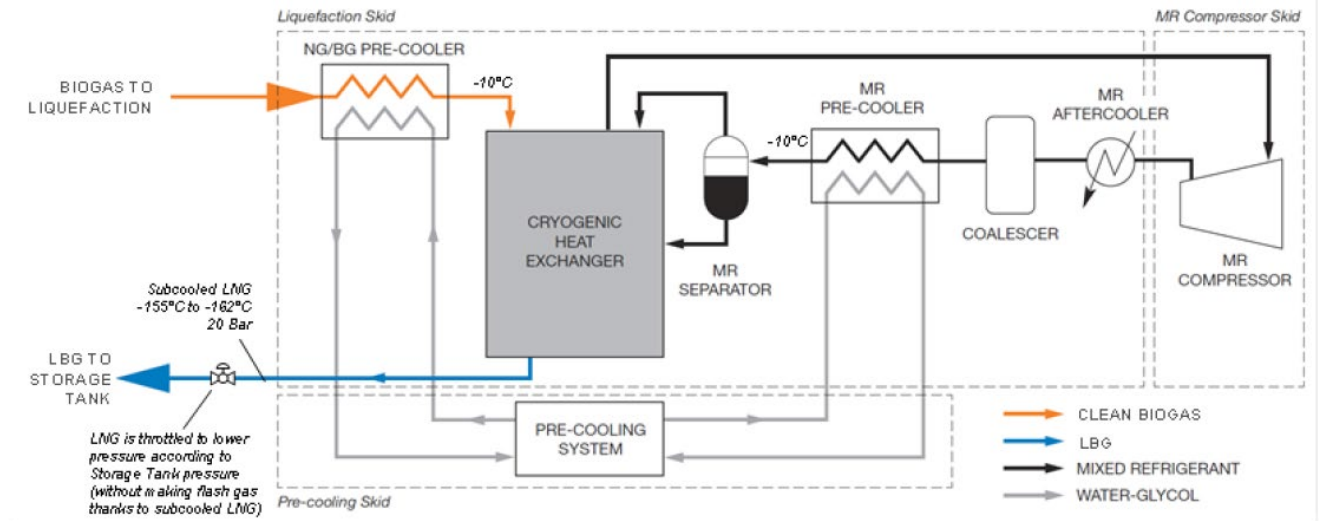 Liquefaction Skid
MR Compressor Skid
NG/BG PRE-COOLER
BIOGAS TO
LIQUEFACTION
-10°C
MR
PRE-COOLER
MR
AFTERCOOLER
-10°C
CRYOGENIC
HEAT
EXCHANGER
COALESCER
MR
SEPARATOR
MR
COMPRESSOR
Subcooled LNG
-155°C to -162°C
20 Bar
LBG TO
STORAGE
TANK
PRE-COOLING
SYSTEM
CLEAN BIOGAS
LBG
MIXED REFRIGERANT
WATER-GLYCOL
LNG is throttled to lower
pressure according to
Storage Tank pressure
(without making flash gas
thanks to subcooled LNG)
Pre-cooling Skid